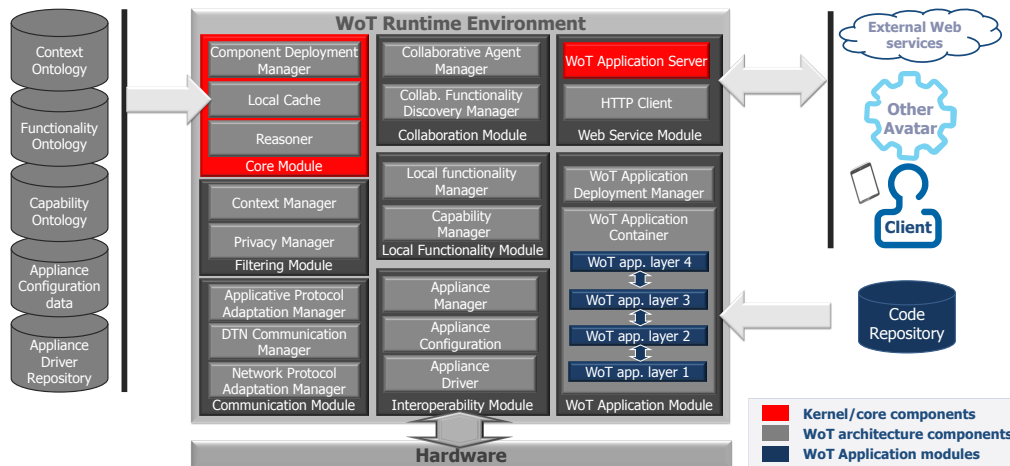 Context
Ontology
Functionality
Ontology
Capability
Ontology
Appliance
Configuration
data
Appliance
Driver
Repository
WoT Runtime Environment
Component Deployment
Manager
Local Cache
Reasoner
Core Module
Context Manager
Privacy Manager
Filtering Module
Applicative Protocol
Adaptation Manager
DTN Communication
Manager
Network Protocol
Adaptation Manager
Communication Module
Collaborative Agent
Manager
Collab. Functionality
Discovery Manager
Collaboration Module
Local functionality
Manager
Capability
Manager
Local Functionality Module
Appliance
Manager
Appliance
Configuration
Appliance
Driver
Interoperability Module
WoT Application Server
HTTP Client
Web Service Module
WoT Application
Deployment Manager
WoT Application
Container
WoT app. layer 4
WoT app. layer 3
WoT app. layer 2
WoT app. layer 1
WoT Application Module
Hardware
External Web
services
Other
Avatar
Client
Code
Repository
Kernel/core components
WoT architecture components
WoT Application modules